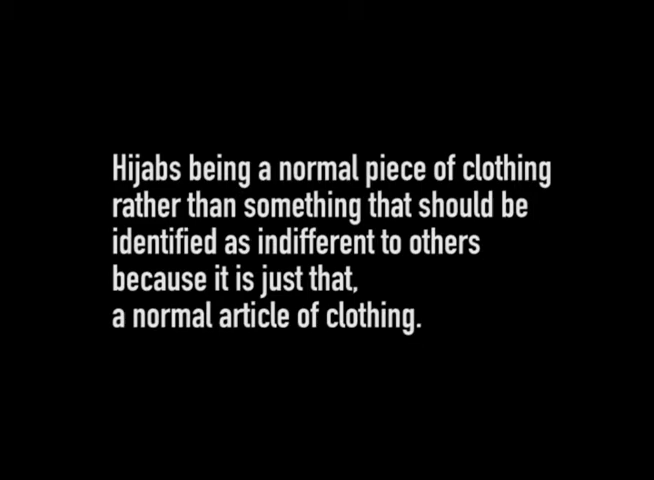 Hijabs being a normal piece of clothing
rather than something that should be
identified as indifferent to others
because it is just that,
a normal article of clothing.